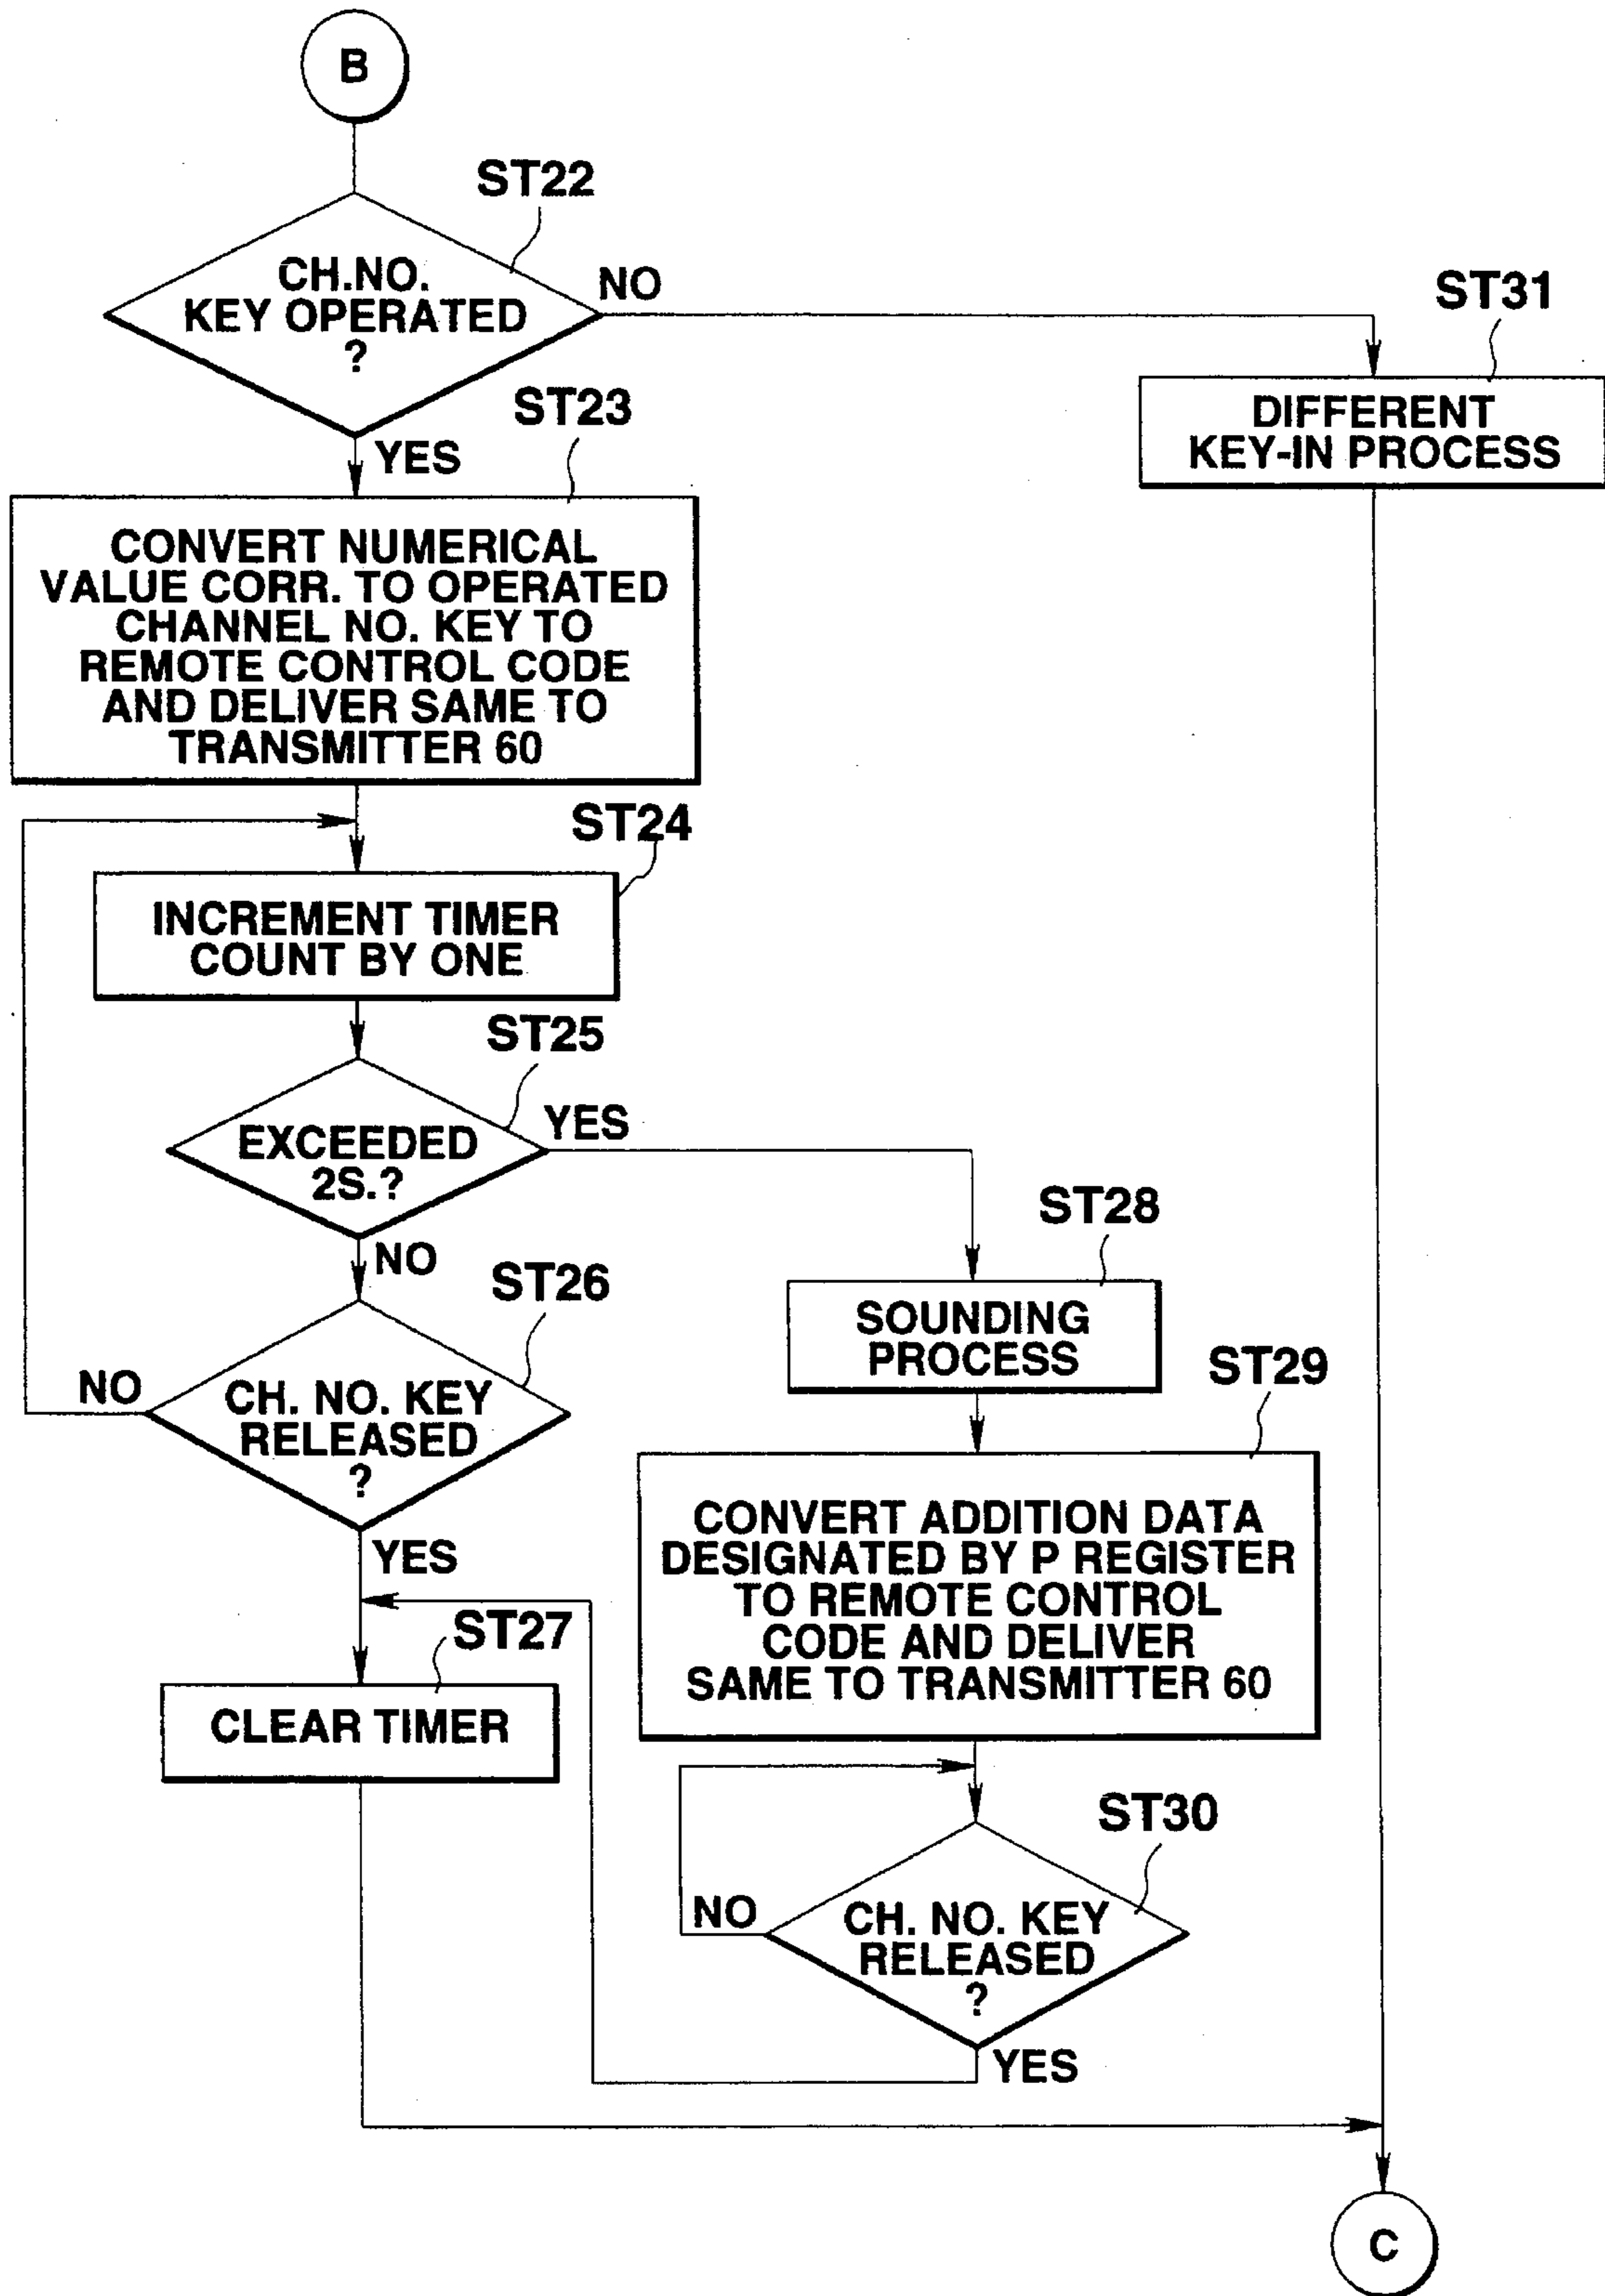 B
ST22
CH.NO.
KEY OPERATED
?
NO
ST31
DIFFERENT
KEY-IN PROCESS
YES
ST23
CONVERT NUMERICAL
VALUE CORR. TO OPERATED
CHANNEL NO. KEY TO
REMOTE CONTROL CODE
AND DELIVER SAME TO
TRANSMITTER 60
ST24
INCREMENT TIMER
COUNT BY ONE
ST25
EXCEEDED
2S.?
YES
NO
ST26
CH. NO. KEY
RELEASED
?
NO
YES
ST27
CLEAR TIMER
ST28
SOUNDING
PROCESS
ST29
CONVERT ADDITION DATA
DESIGNATED BY P REGISTER
TO REMOTE CONTROL
CODE AND DELIVER
SAME TO TRANSMITTER 60
ST30
CH. NO. KEY
RELEASED
?
NO
YES
C